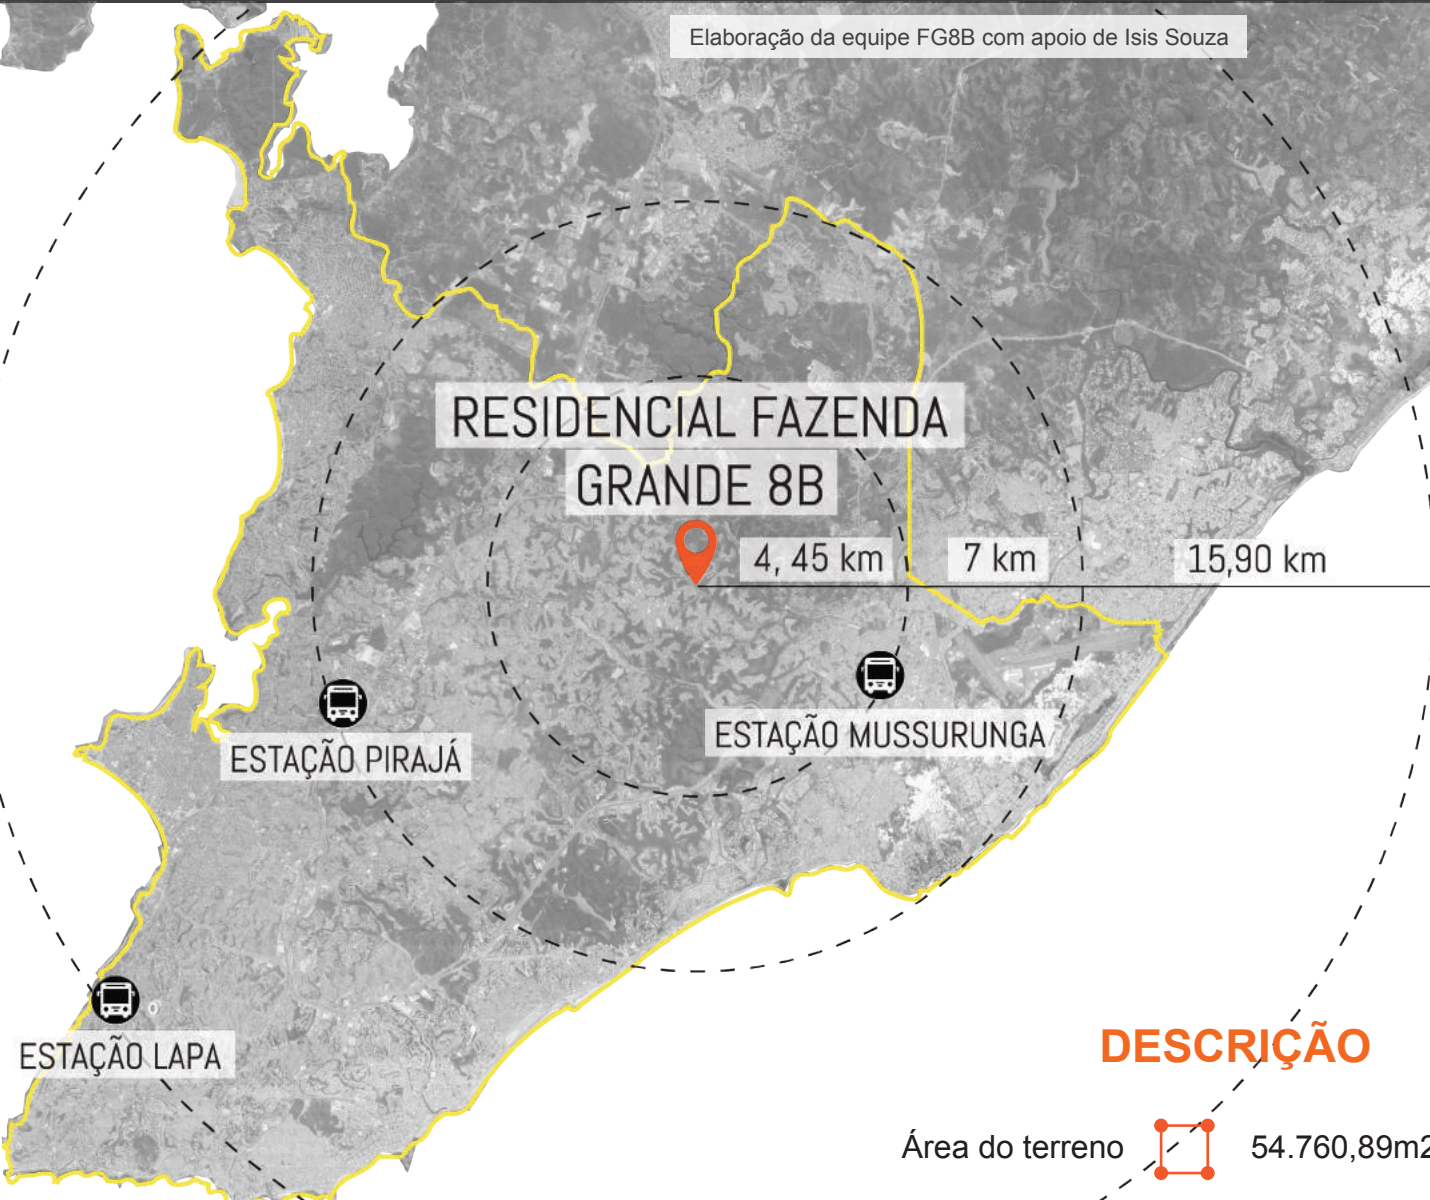 Elaboração da equipe FG8B com apoio de Isis Souza
RESIDENCIAL FAZENDA
GRANDE 8B
4, 45 km
7 km
15,90 km
ESTAÇÃO MUSSURUNGA
ESTAÇÃO PIRAJÁ
ESTAÇÃO LAPA
DESCRIÇÃO
Área do terreno 54.760,89m2